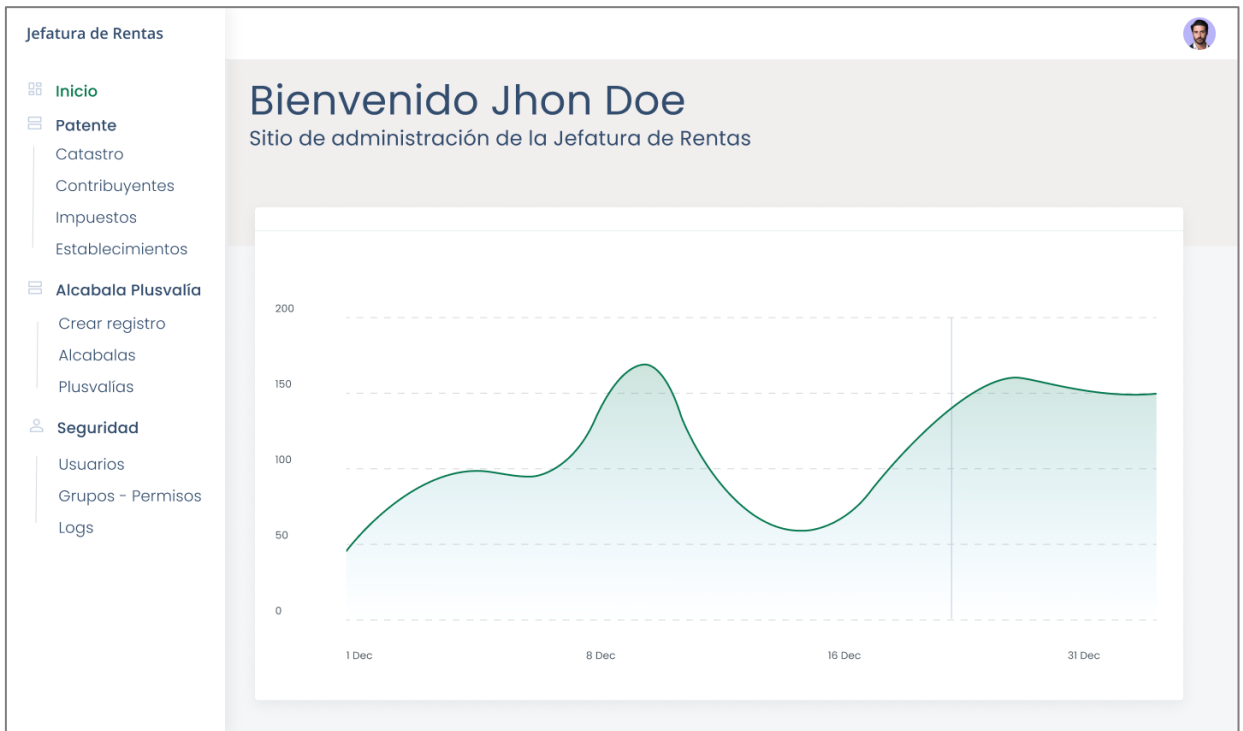 Jefatura de Rentas
Inicio
Patente
Catastro
Contribuyentes
Impuestos
Establecimientos
Alcabala Plusvalía
Crear registro
Alcabalas
Plusvalías
Seguridad
Usuarios
Grupos - Permisos
Logs
Bienvenido Jhon Doe
Sitio de administración de la Jefatura de Rentas
200
150
100
50
0
1 Dec
8 Dec
16 Dec
31 Dec